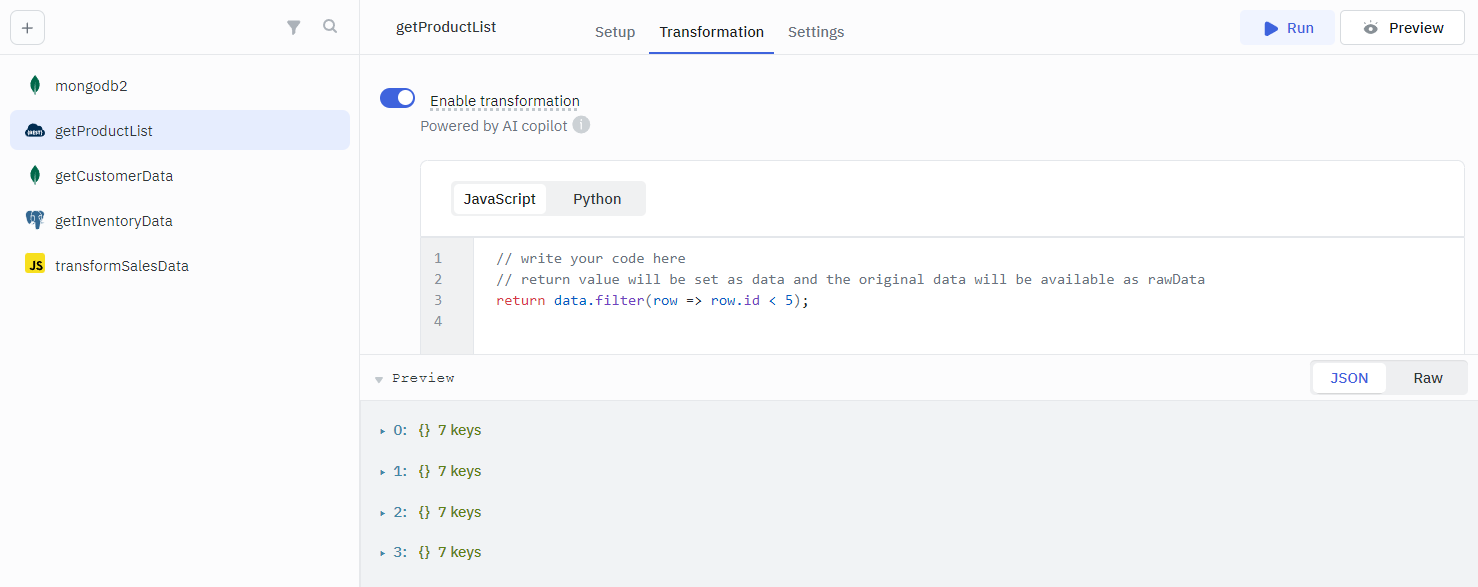 getProductList
Setup
Transformation
Settings
Run
Preview
mongodb2
getProductList
getCustomerData
getInventoryData
JS
transformSalesData
Enable transformation
Powered by AI copilot
JavaScript
Python
1 // write your code here
2 // return value will be set as data and the original data will be available as rawData
3 return data.filter(row => row.id < 5);
4
Preview
JSON
Raw
0: {} 7 keys
1: {} 7 keys
2: {} 7 keys
3: {} 7 keys